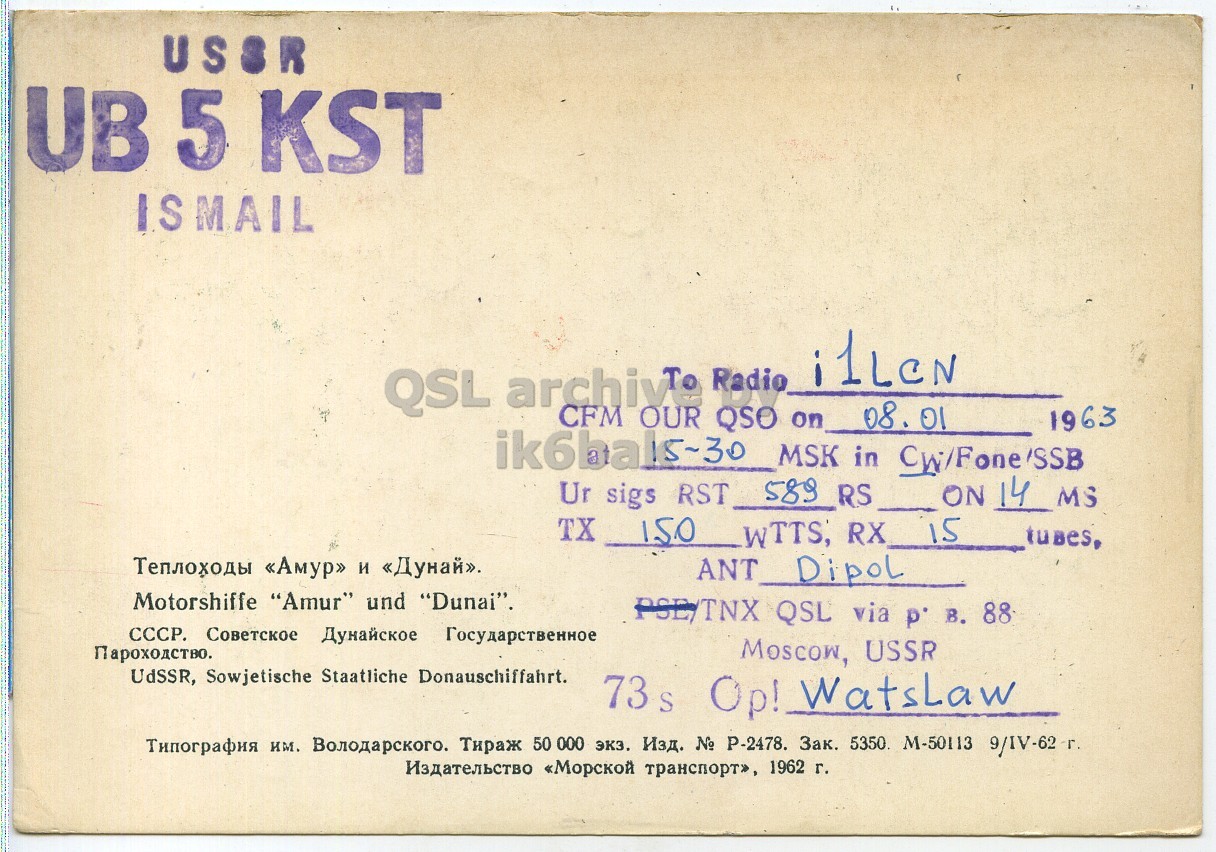 USSR
UB 5 KST
ISMAIL
To Radio i1LCN
CFM OUR QSO on 08.01 1963
at 15-30 MSK in CW/Fone/SSB
Ur sigs RST 589 RS ON 14 MS
TX 150 WTTS, RX 15 tuвes,
ANT Dipol
PSE/TNX QSL via p. в. 88
Moscow, USSR
73s Op! Watslaw
Теплоходы «Амур» и «Дунай».
Motorshiffe "Amur" und "Dunai".
СССР. Советское Дунайское Государственное
Пароходство.
UdSSR, Sowjetische Staatliche Donauschiffahrt.
Типография им. Володарского. Тираж 50 000 экз. Изд. № Р-2478. Зак. 5350. М-50113 9/IV-62 г.
Издательство «Морской транспорт», 1962 г.
QSL archive by
ik6bak